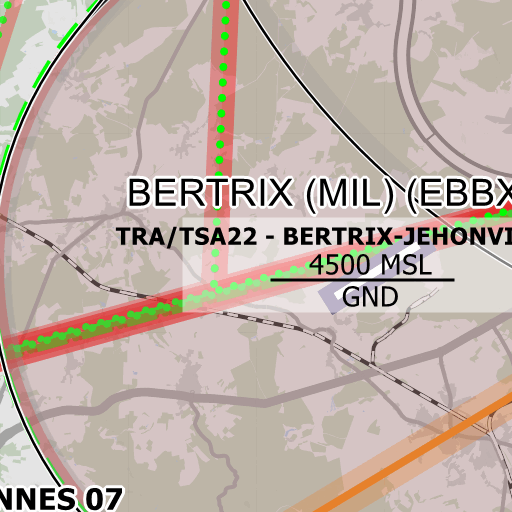 BERTRIX (MIL) (EBBX
TRA/TSA22 - BERTRIX-JEHONVI
4500 MSL
GND
NNES 07